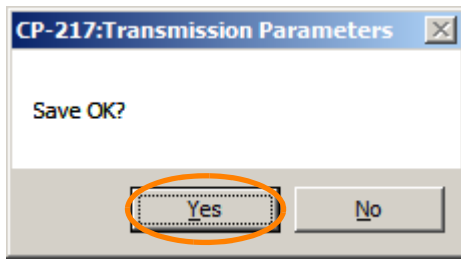 CP-217:Transmission Parameters
Save OK?
Yes No